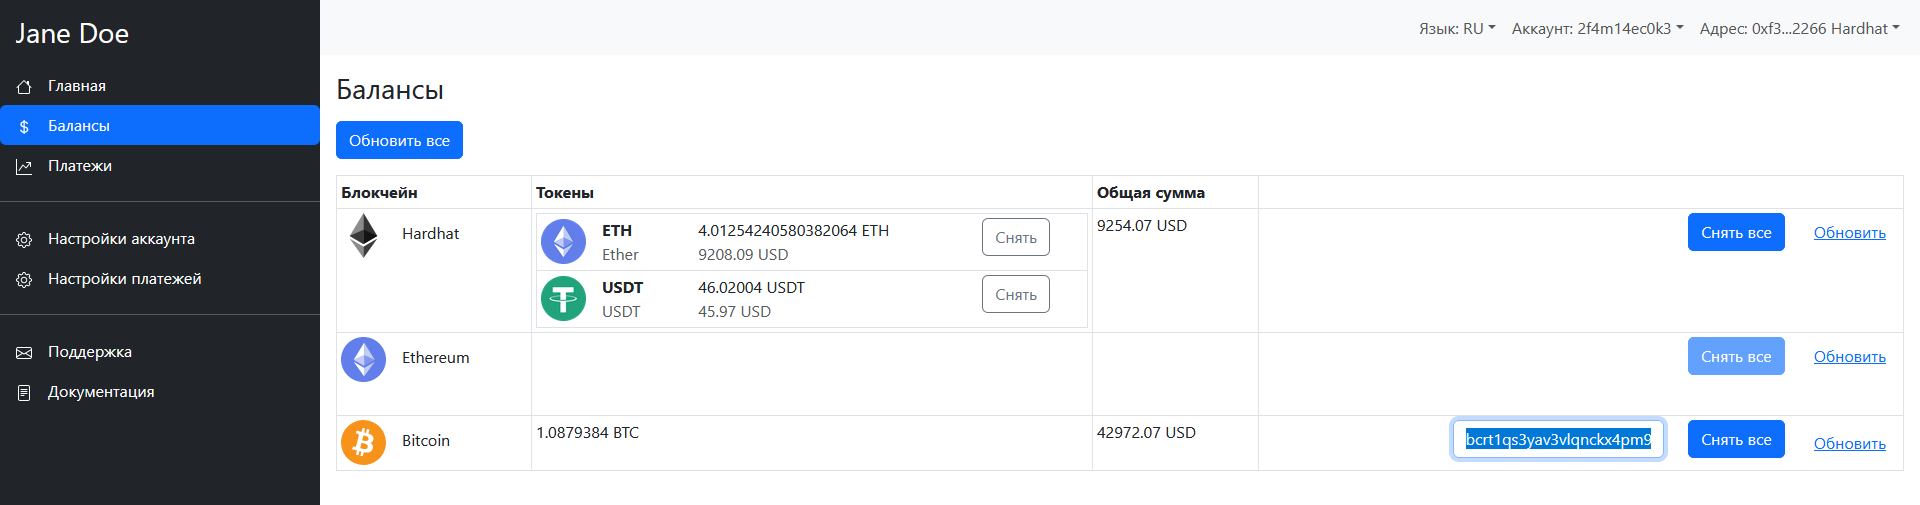 Jane Doe
Главная
Балансы
Платежи
Настройки аккаунта
Настройки платежей
Поддержка
Документация
Язык: RU Аккаунт: 2f4m14ec0k3 Адрес: 0xf3...2266 Hardhat
Балансы
Обновить все
Блокчейн Токены Общая сумма
Hardhat
ETH 4.01254240580382064 ETH Снять
Ether 9208.09 USD
USDT 46.02004 USDT Снять
USDT 45.97 USD
9254.07 USD Снять все Обновить
Ethereum Снять все Обновить
Bitcoin 1.0879384 BTC 42972.07 USD bcrt1qs3yav3vlqnckx4pm9 Снять все Обновить